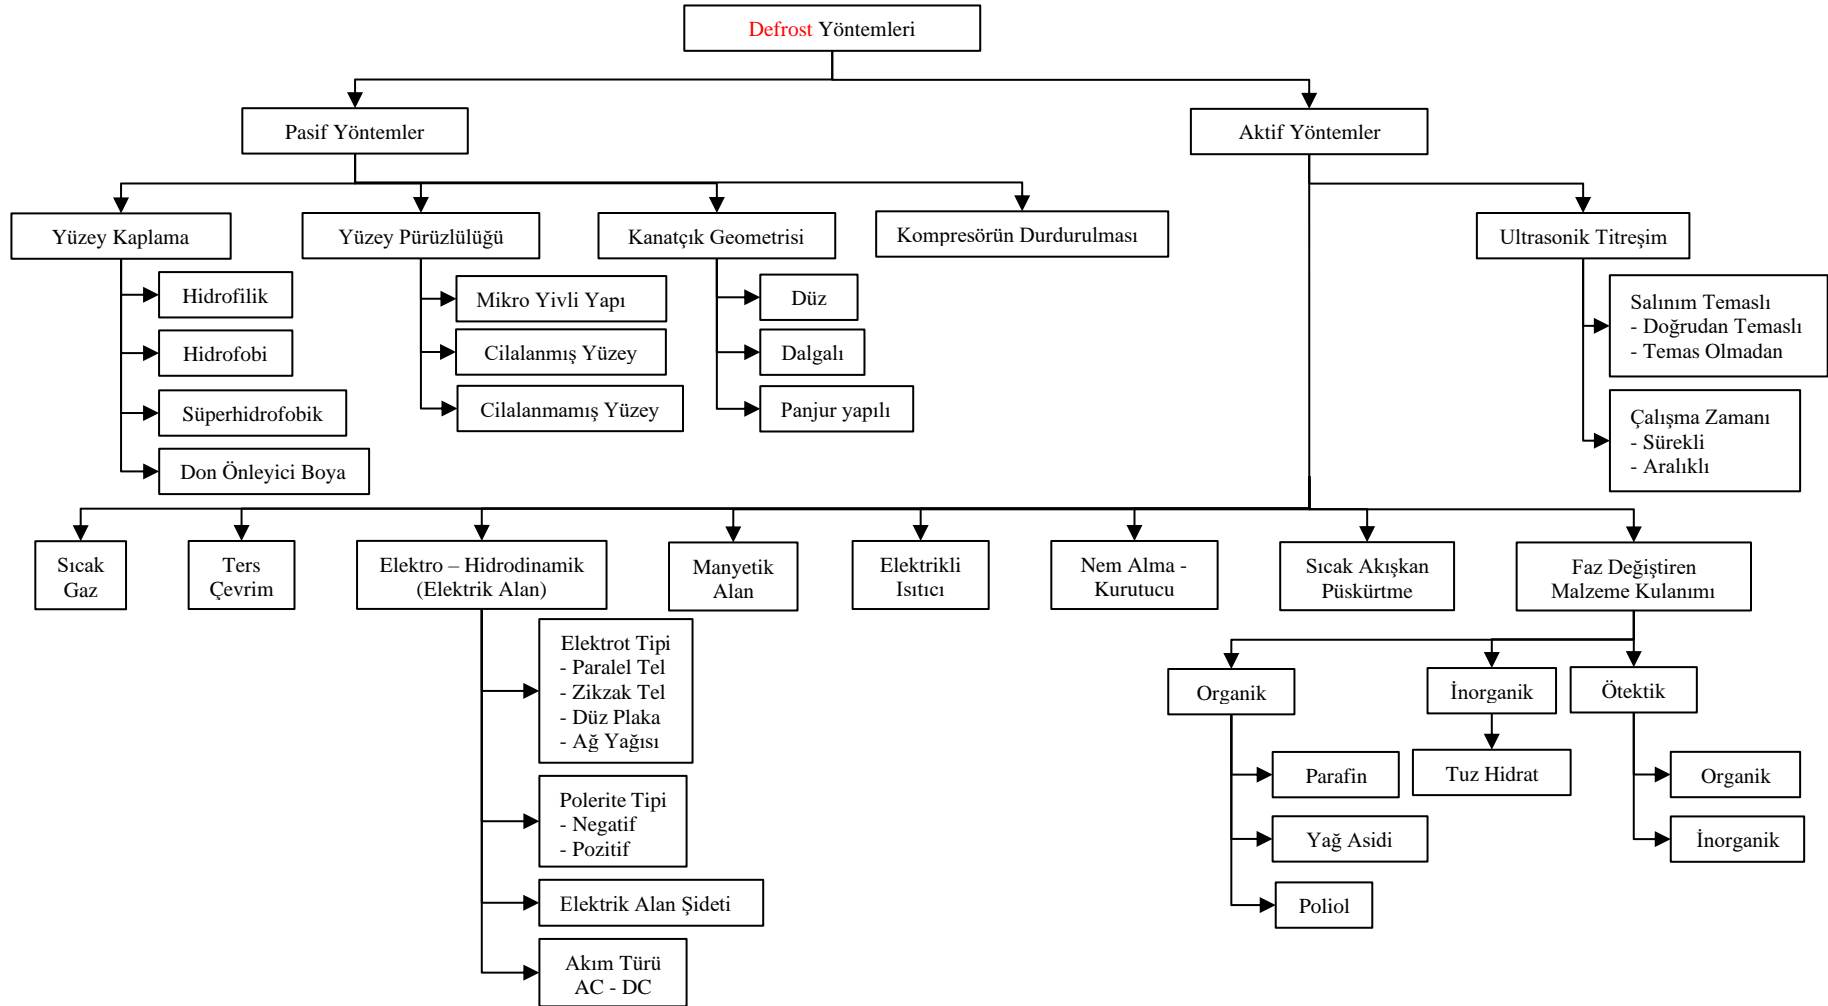 Defrost Yöntemleri
Pasif Yöntemler
Aktif Yöntemler
Yüzey Kaplama
Yüzey Pürüzlülüğü
Kanatçık Geometrisi
Kompresörün Durdurulması
Ultrasonik Titreşim
Hidrofilik
Hidrofobi
Süperhidrofobik
Don Önleyici Boya
Mikro Yivli Yapı
Cilalanmış Yüzey
Cilalanmamış Yüzey
Düz
Dalgalı
Panjur yapılı
Salınım Temaslı
- Doğrudan Temaslı
- Temas Olmadan
Çalışma Zamanı
- Sürekli
- Aralıklı
Sıcak
Gaz
Ters
Çevrim
Elektro – Hidrodinamik
(Elektrik Alan)
Manyetik
Alan
Elektrikli
Isıtıcı
Nem Alma -
Kurutucu
Sıcak Akışkan
Püskürtme
Faz Değiştiren
Malzeme Kulanımı
Elektrot Tipi
- Paralel Tel
- Zikzak Tel
- Düz Plaka
- Ağ Yağısı
Polerite Tipi
- Negatif
- Pozitif
Elektrik Alan Şideti
Akım Türü
AC - DC
Organik
İnorganik
Ötektik
Parafin
Yağ Asidi
Poliol
Tuz Hidrat
Organik
İnorganik